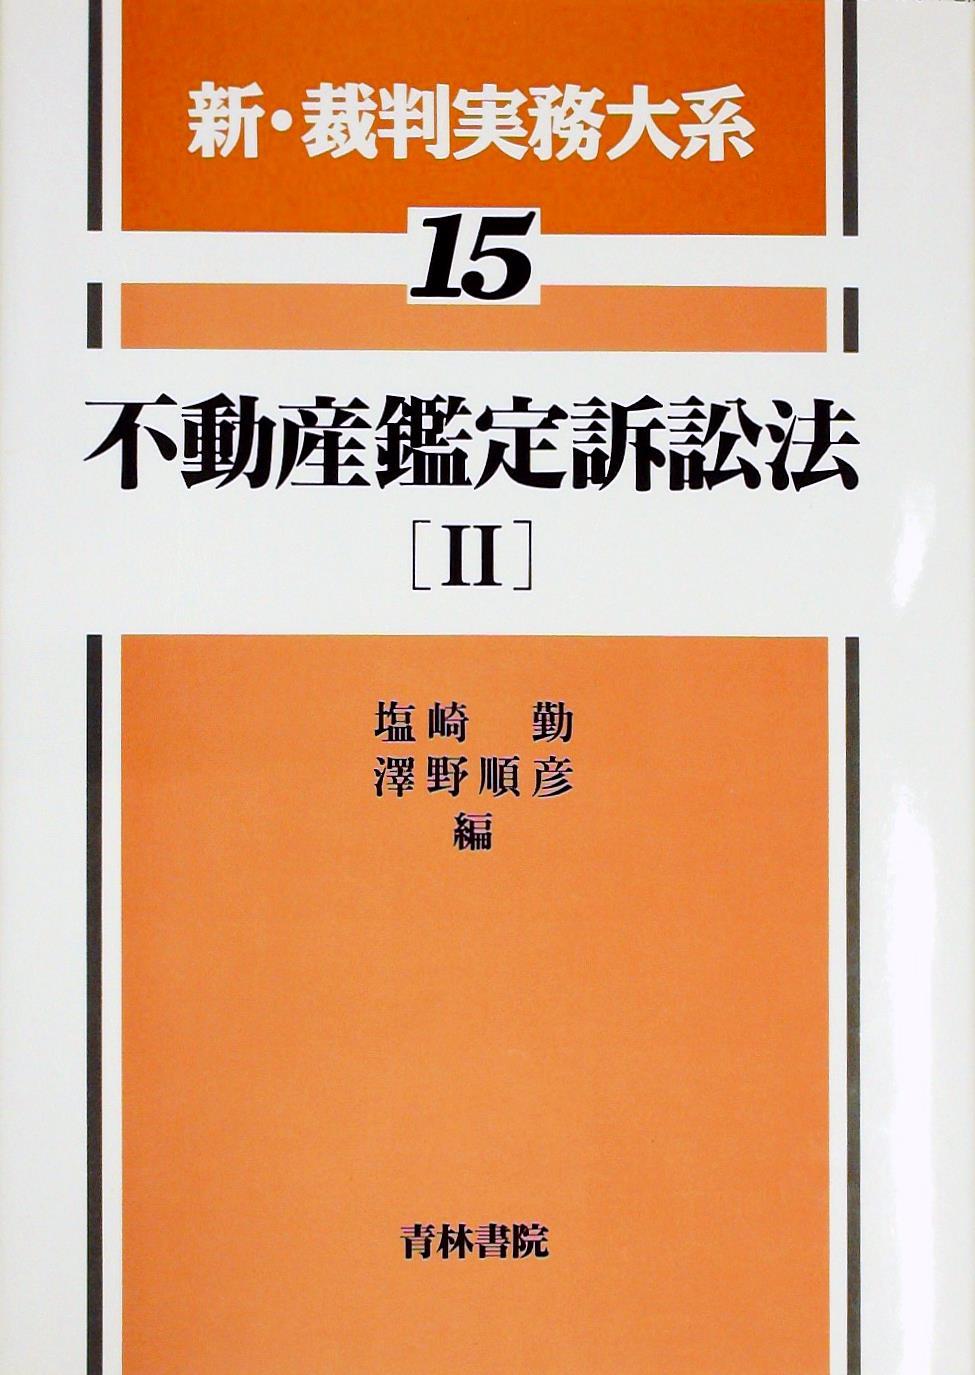 新・裁判実務大系
15
不動産鑑定訴訟法
[II]
塩崎 勤
澤野順彦
編
青林書院